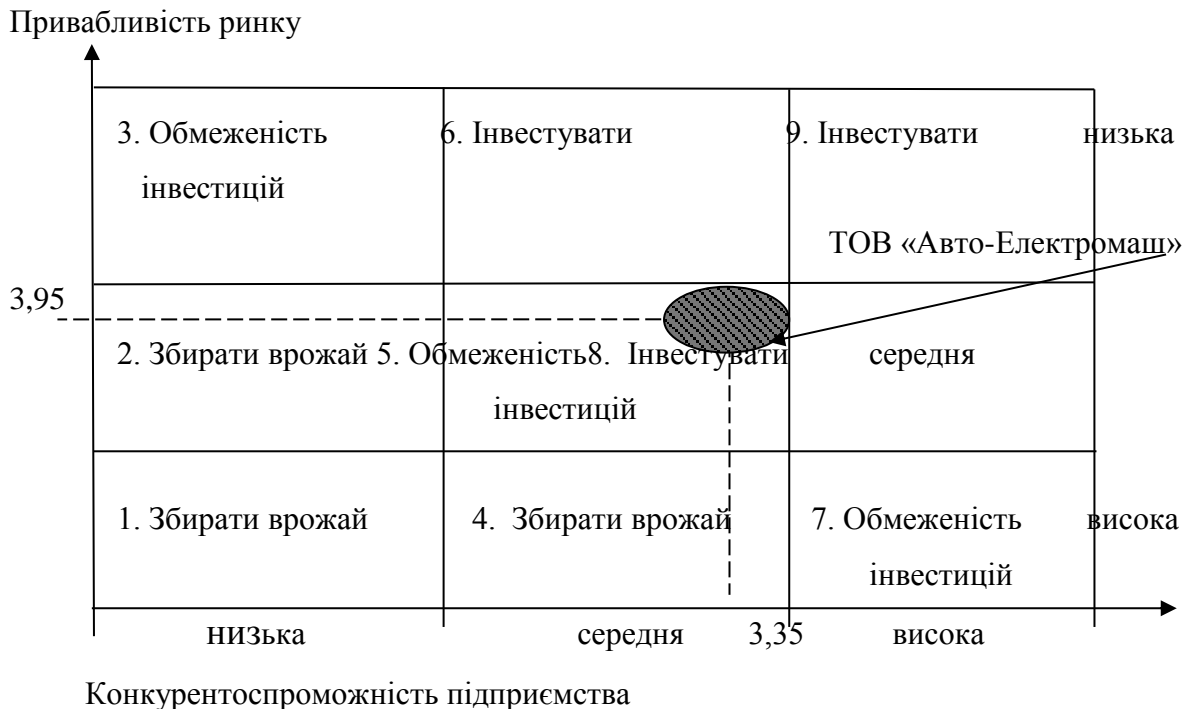 Привабливість ринку
3. Обмеженість 6. Інвестувати 9. Інвестувати низька
інвестицій
ТОВ «Авто-Електромаш»
3,95
2. Збирати врожай 5. Обмеженість8. Інвестувати середня
інвестицій
1. Збирати врожай 4. Збирати врожай 7. Обмеженість висока
інвестицій
низька середня 3,35 висока
Конкурентоспроможність підприємства